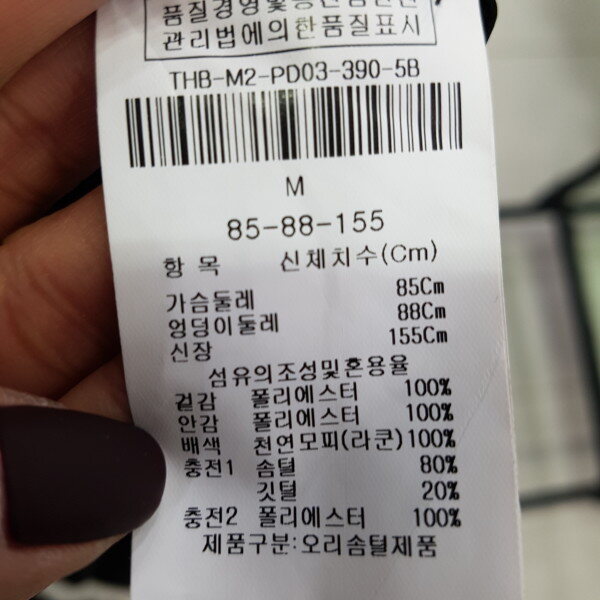 품질경영및
관리법에의한품질표시
THB-M2-PD03-390-5B
M
85-88-155
항 목 신체치수(Cm)
가슴둘레 85Cm
엉덩이둘레 88Cm
신장 155Cm
섬유의조성및혼용율
겉감 폴리에스터 100%
안감 폴리에스터 100%
배색 천연모피(라쿤) 100%
충전1 솜털 80%
깃털 20%
충전2 폴리에스터 100%
제품구분:오리솜털제품